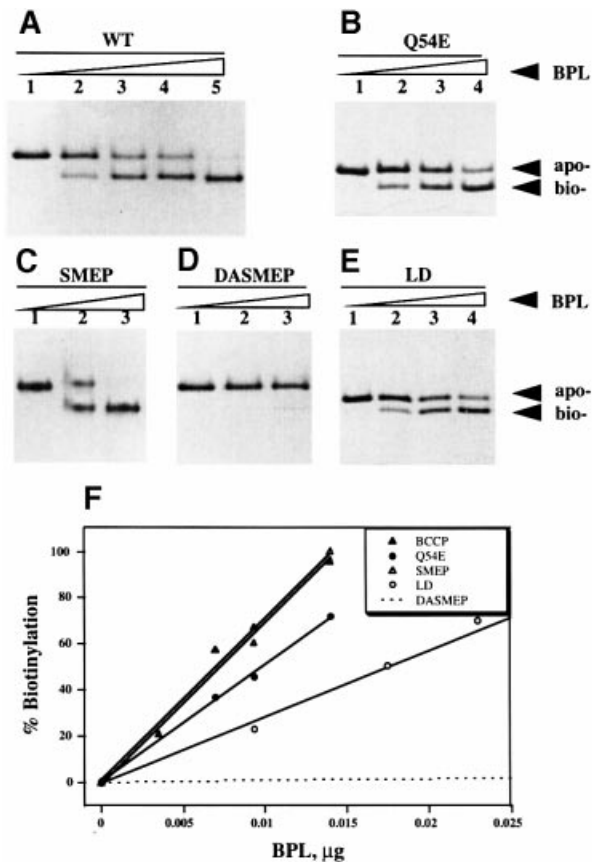 A
WT
1 2 3 4 5
B
Q54E
1 2 3 4
BPL
apo-
bio-
C
SMEP
1 2 3
D
DASMEP
1 2 3
E
LD
1 2 3 4
BPL
apo-
bio-
F
BCCP
Q54E
SMEP
LD
DASMEP
% Biotinylation
100
80
60
40
20
0
0 0.005 0.01 0.015 0.02 0.025
BPL, µg